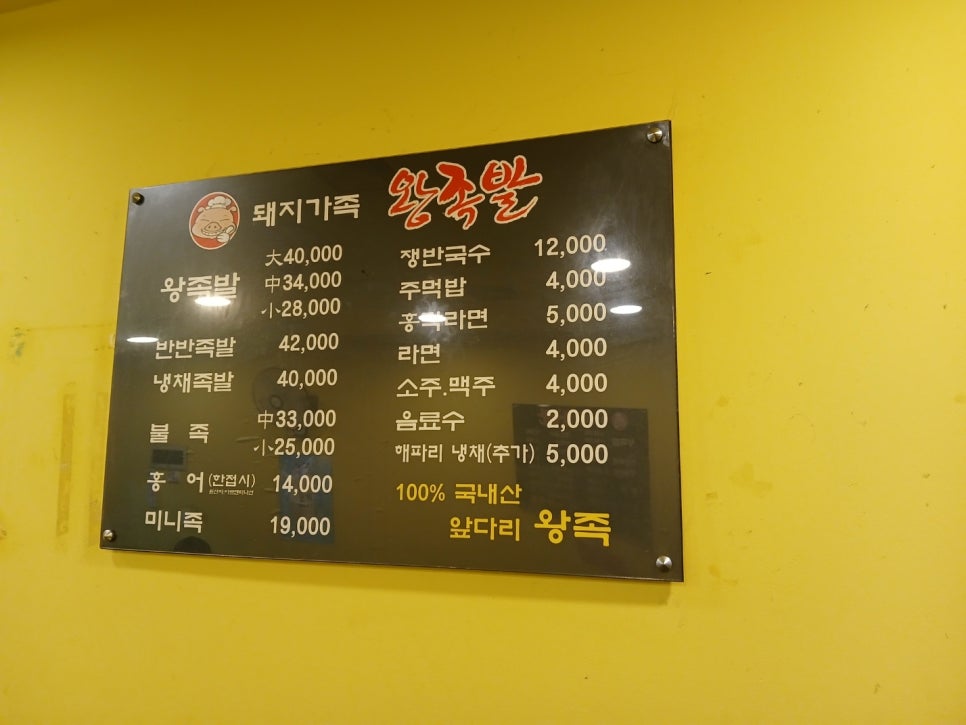 돼지가족 왕족발
왕족발 大40,000
中34,000
小28,000
반반족발 42,000
냉채족발 40,000
불 족 中33,000
小25,000
홍 어(한접시) 14,000
미니족 19,000
쟁반국수 12,000
주먹밥 4,000
홍합라면 5,000
라면 4,000
소주.맥주 4,000
음료수 2,000
해파리 냉채(추가) 5,000
100% 국내산
앞다리 왕족